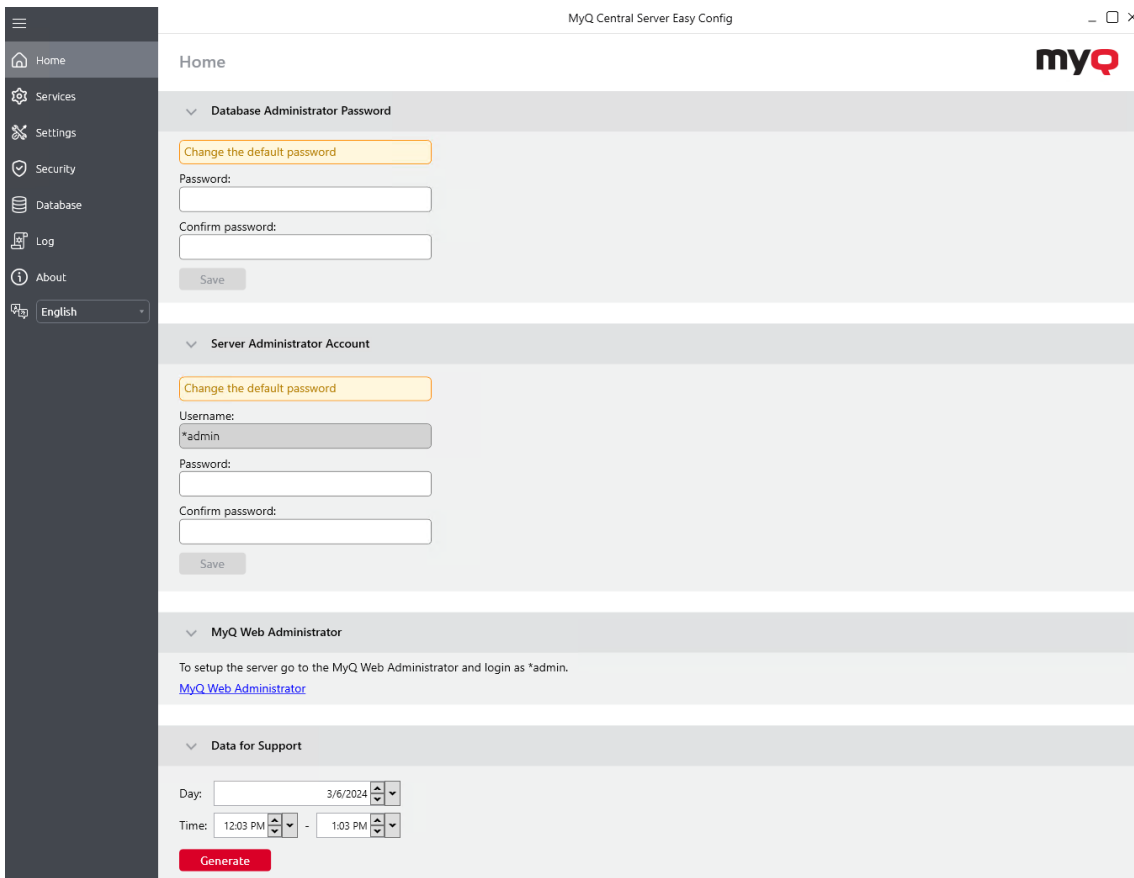 MyQ Central Server Easy Config
Home
Services
Settings
Security
Database
Log
About
English
Home
myQ
Database Administrator Password
Change the default password
Password:
Confirm password:
Save
Server Administrator Account
Change the default password
Username:
*admin
Password:
Confirm password:
Save
MyQ Web Administrator
To setup the server go to the MyQ Web Administrator and login as *admin.
MyQ Web Administrator
Data for Support
Day: 3/6/2024
Time: 12:03 PM - 1:03 PM
Generate